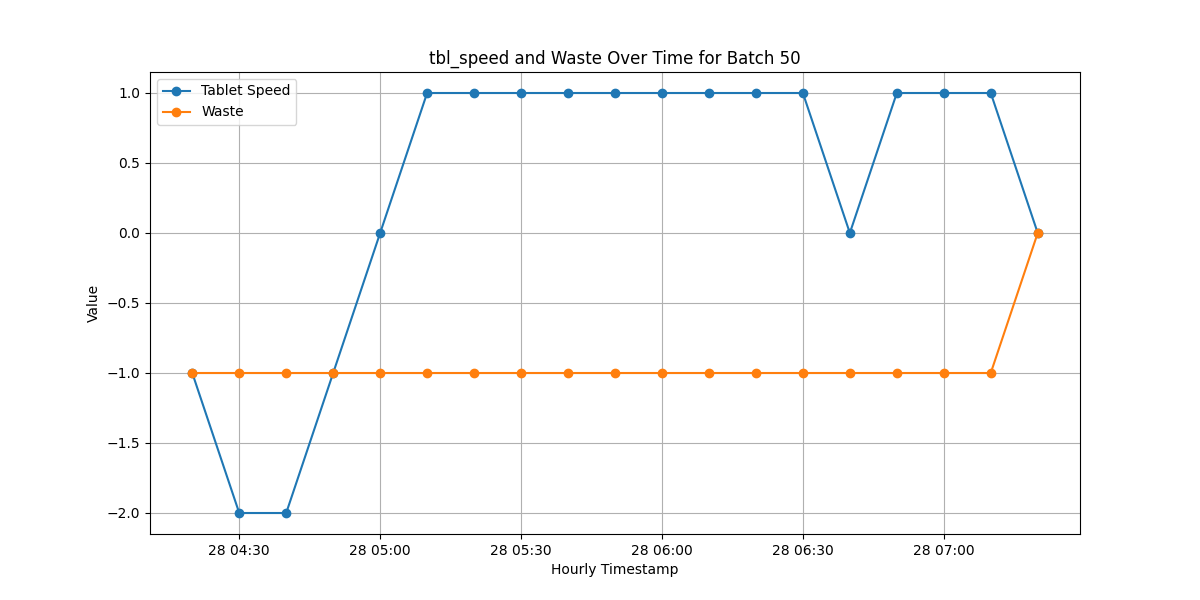 tbl_speed and Waste Over Time for Batch 50
Tablet Speed
Waste
1.0
0.5
0.0
−0.5
−1.0
−1.5
−2.0
Value
28 04:30 28 05:00 28 05:30 28 06:00 28 06:30 28 07:00
Hourly Timestamp